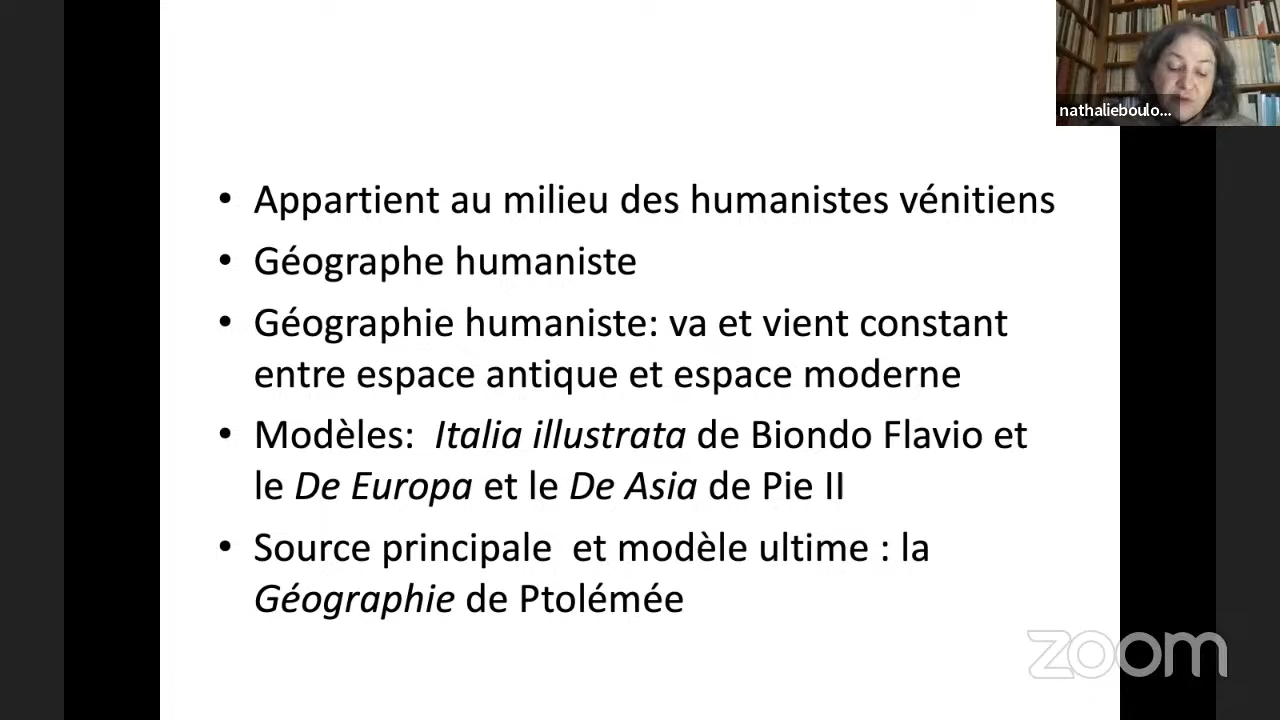 nathalieboulo...
• Appartient au milieu des humanistes vénitiens
• Géographe humaniste
• Géographie humaniste: va et vient constant
entre espace antique et espace moderne
• Modèles: Italia illustrata de Biondo Flavio et
le De Europa et le De Asia de Pie II
• Source principale et modèle ultime : la
Géographie de Ptolémée
zoom